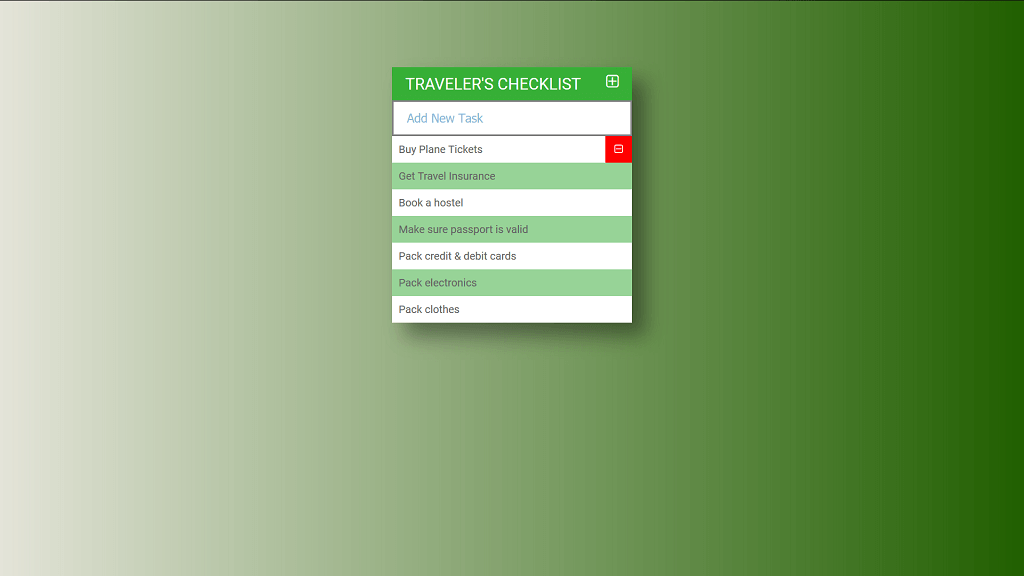 TRAVELER'S CHECKLIST
Add New Task
Buy Plane Tickets
Get Travel Insurance
Book a hostel
Make sure passport is valid
Pack credit & debit cards
Pack electronics
Pack clothes